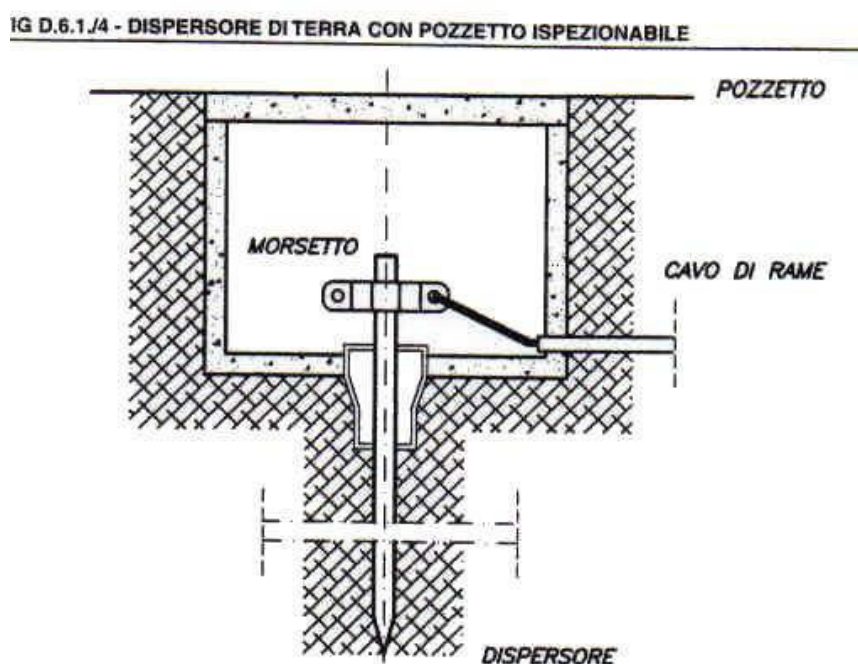 IG D.6.1./4 - DISPERSORE DI TERRA CON POZZETTO ISPEZIONABILE
POZZETTO
MORSETTO
CAVO DI RAME
DISPERSORE